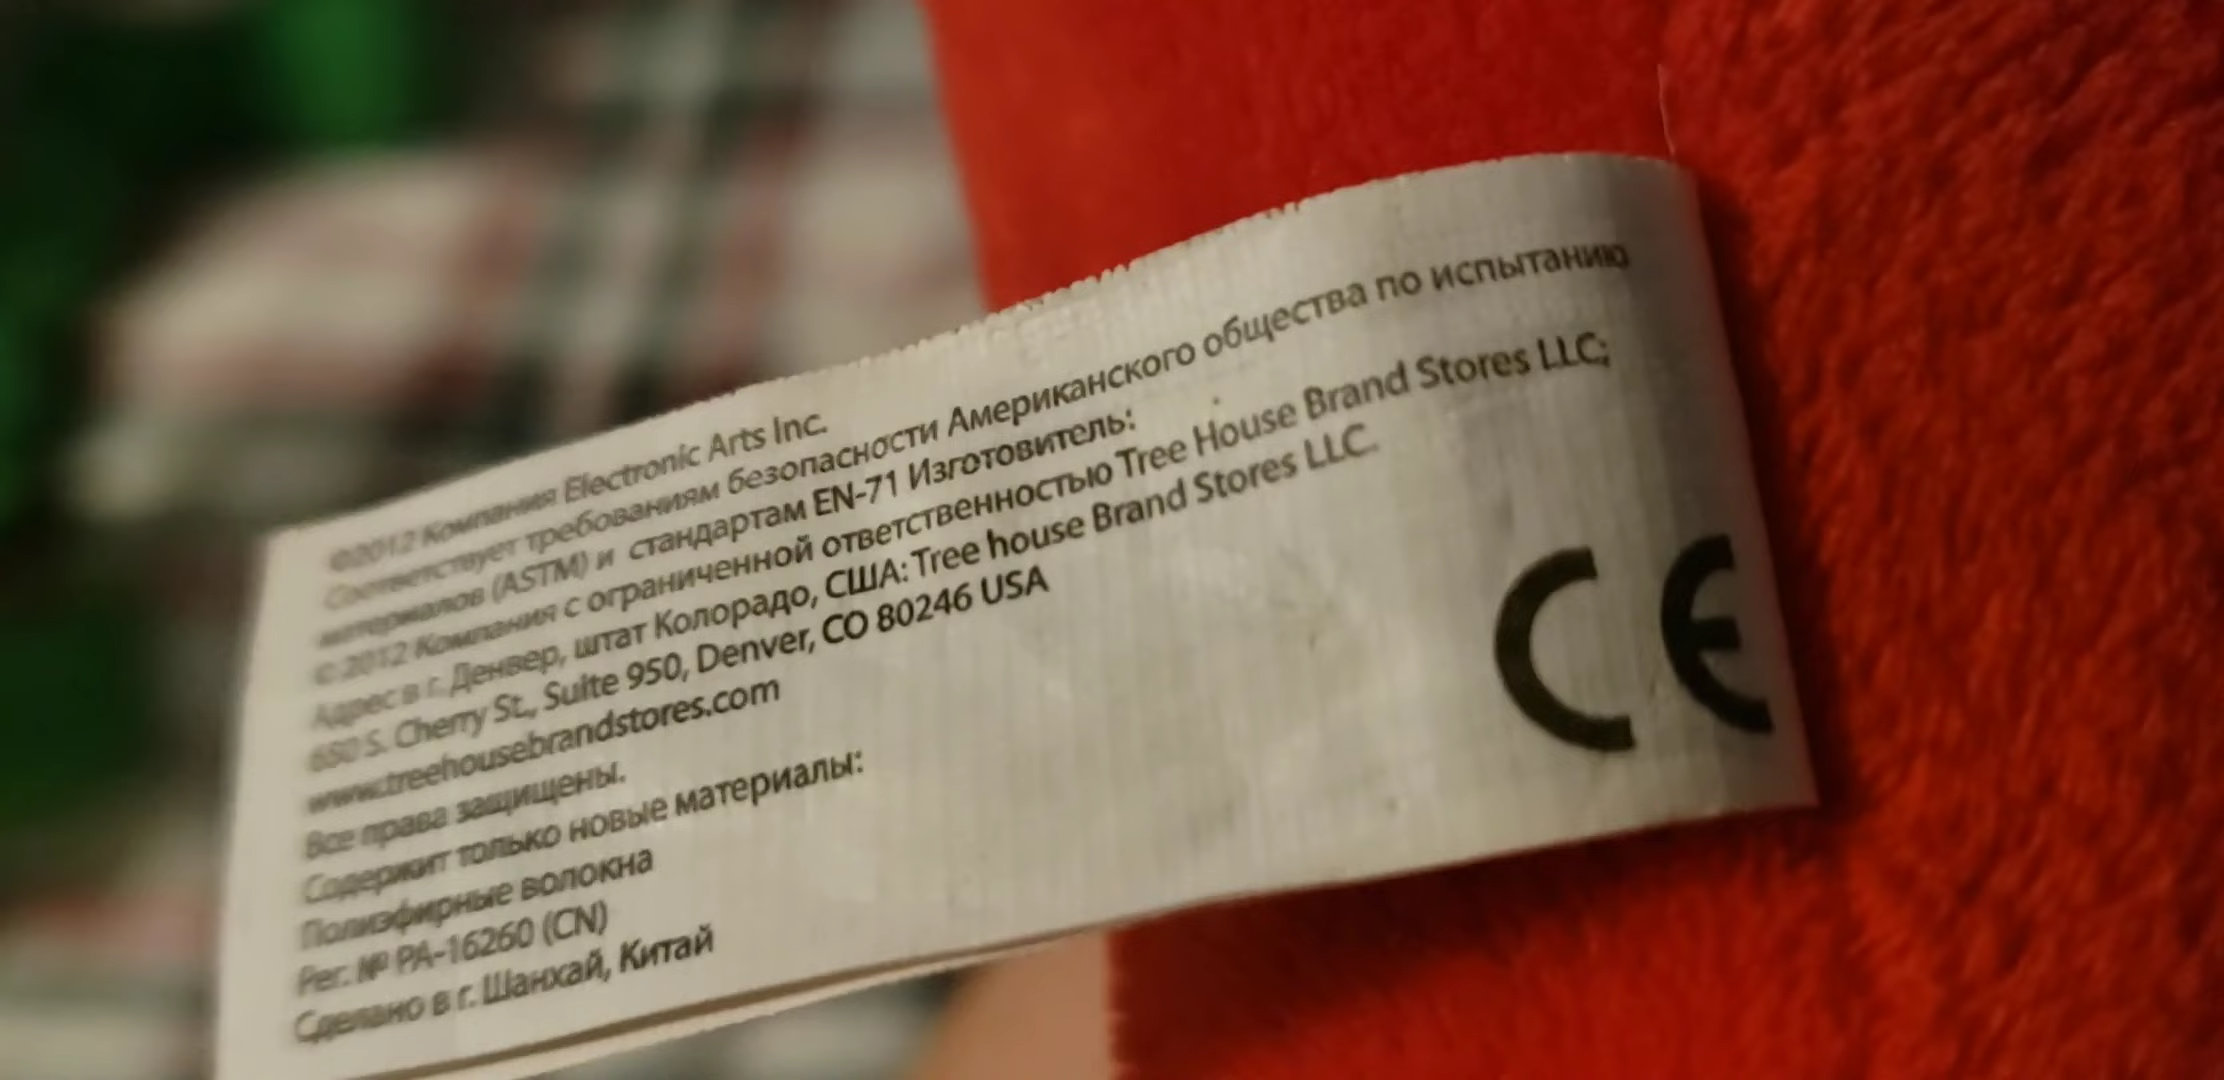 ©2012 Компания Electronic Arts Inc.
Соответствует требованиям безопасности Американского общества по испытанию
материалов (ASTM) и стандартам EN-71 Изготовитель:
© 2012 Компания с ограниченной ответственностью Tree House Brand Stores LLC;
Адрес в г. Денвер, штат Колорадо, США: Tree house Brand Stores LLC.
650 S. Cherry St., Suite 950, Denver, CO 80246 USA
www.treehousebrandstores.com
Все права защищены.
Содержит только новые материалы:
Полиэфирные волокна
Рег. № PA-16260 (CN)
Сделано в г. Шанхай, Китай
CE